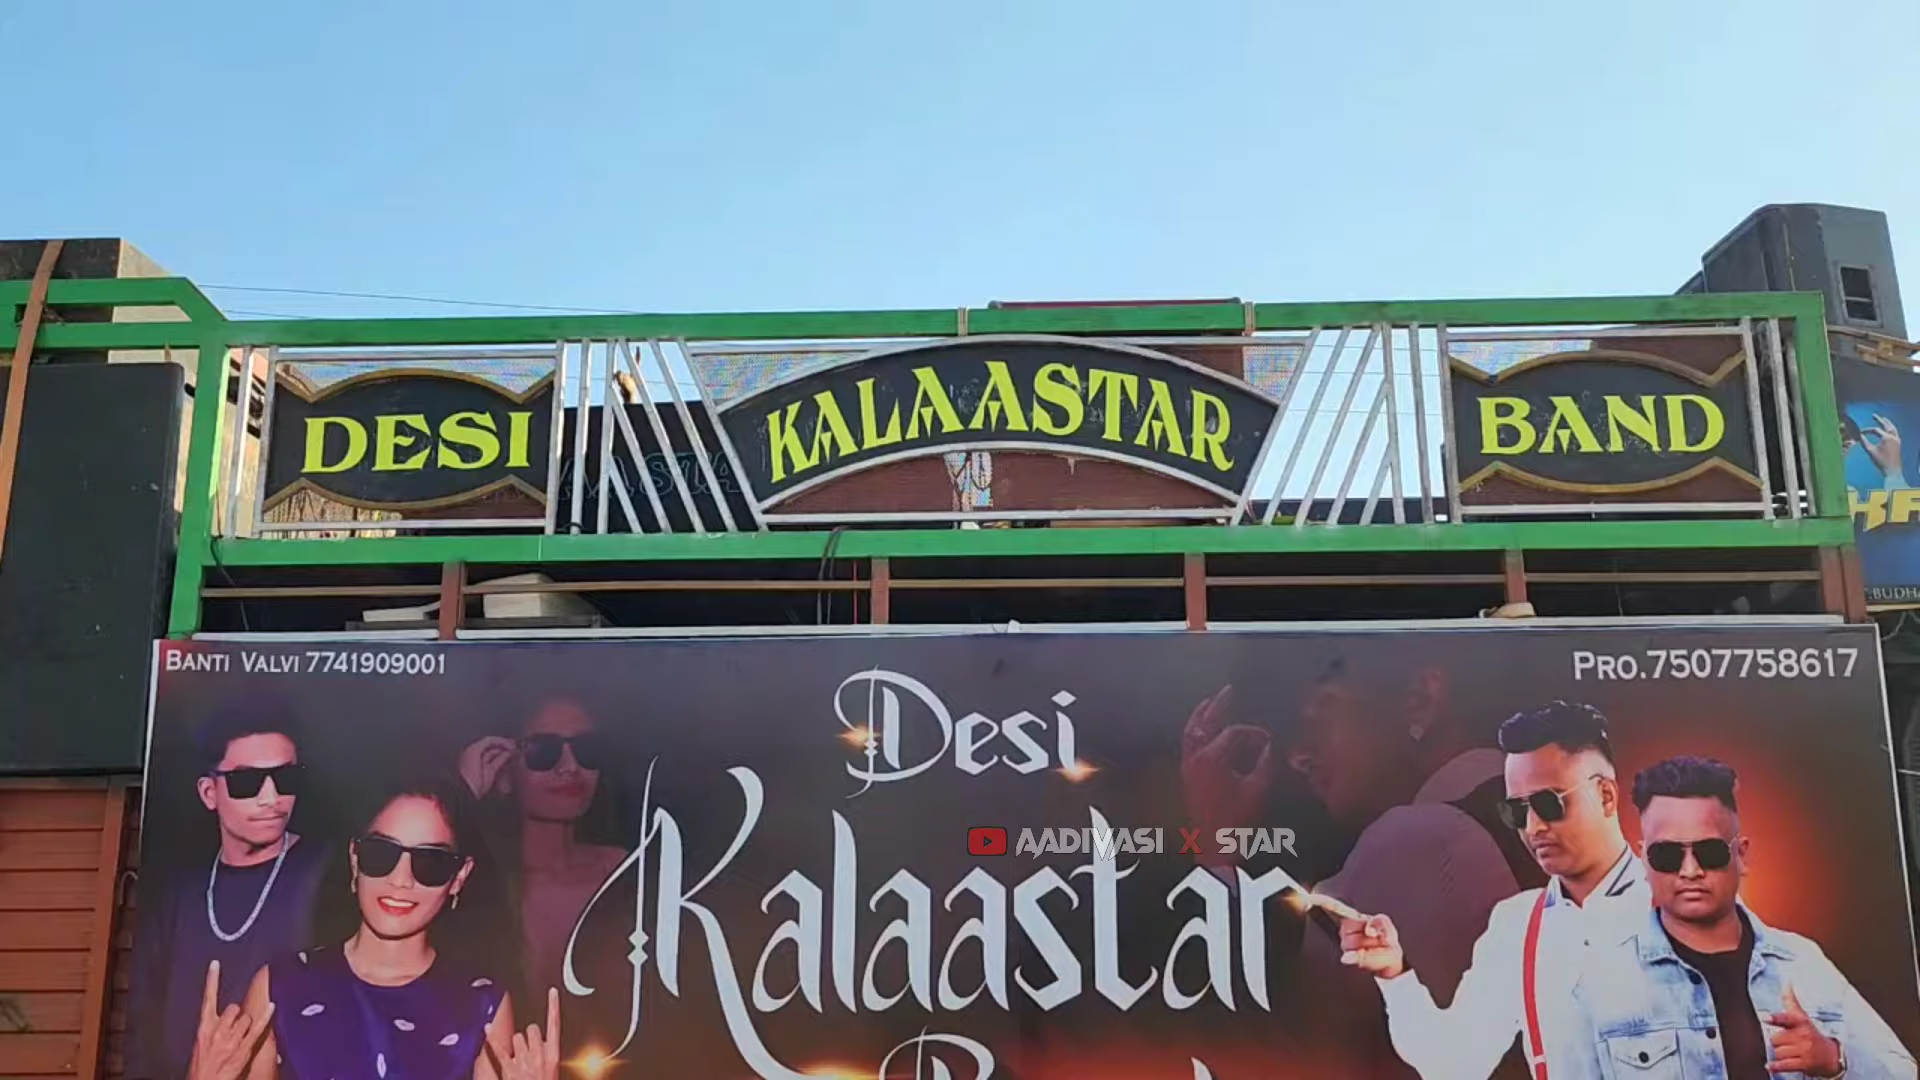 DESI KALAASTAR BAND
BANTI VALVI 7741909001
PRO.7507758617
Desi
Kalaastar
AADIVASI X STAR